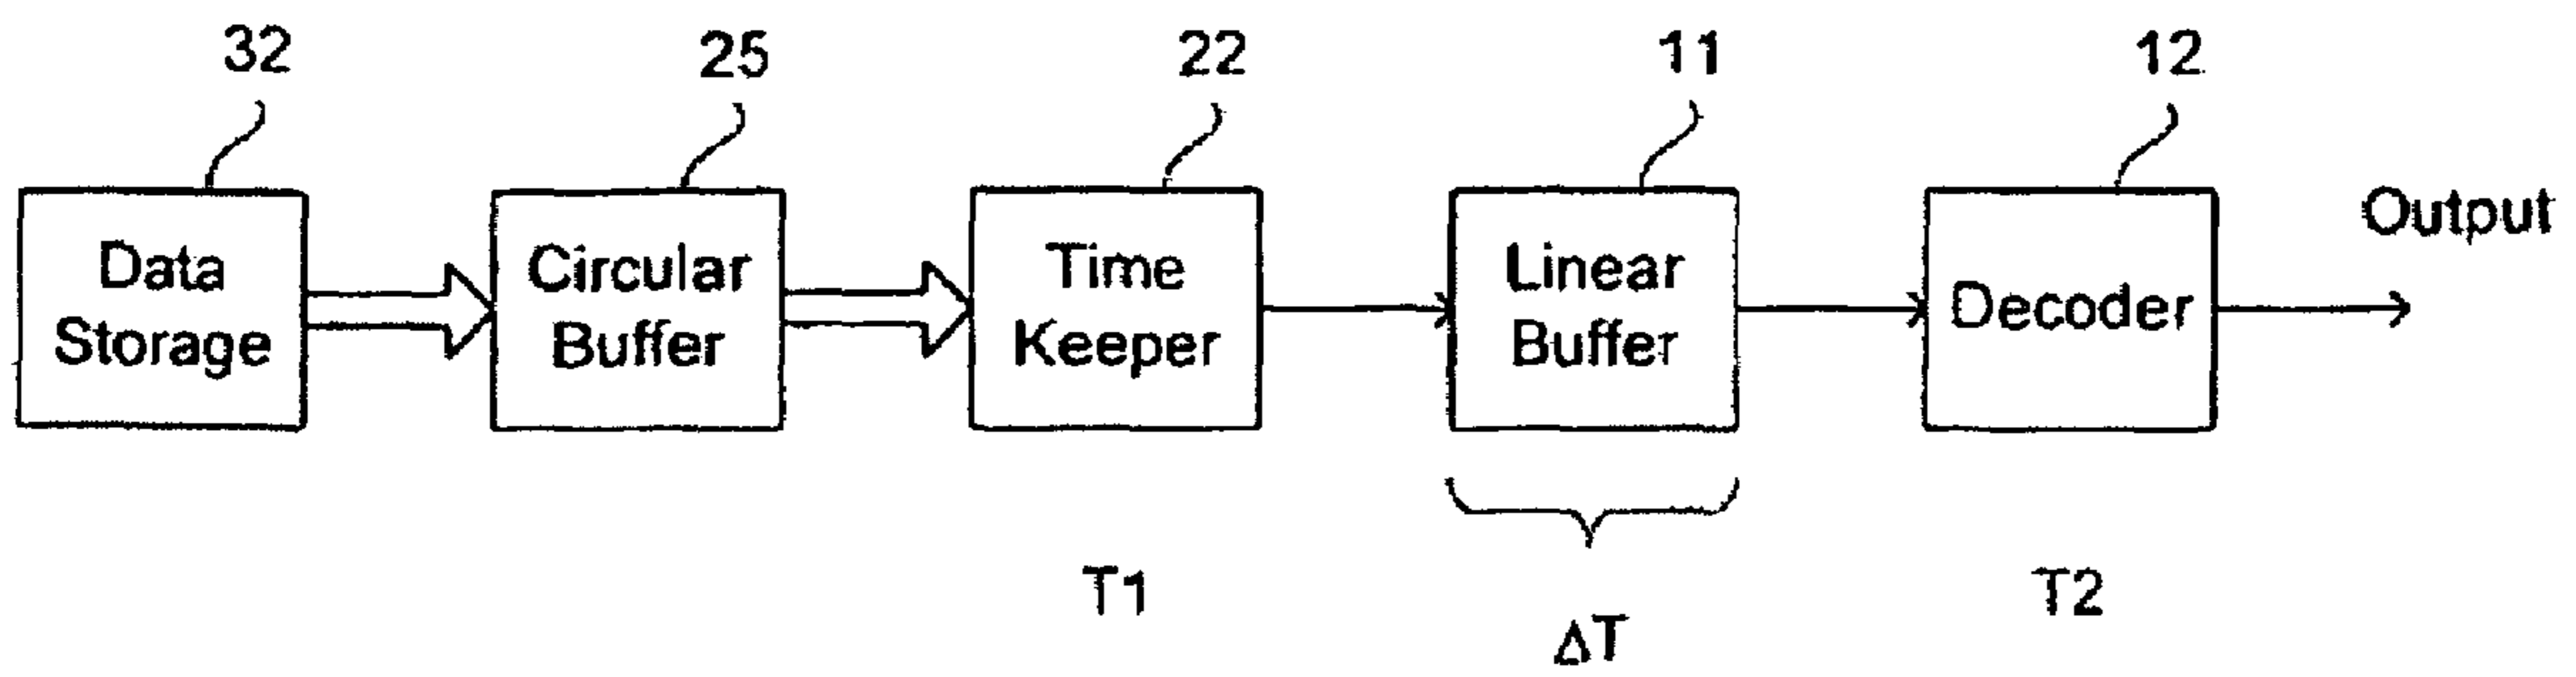 32
25
22
11
12
Data
Storage
Circular
Buffer
Time
Keeper
Linear
Buffer
Decoder
Output
T1
ΔT
T2